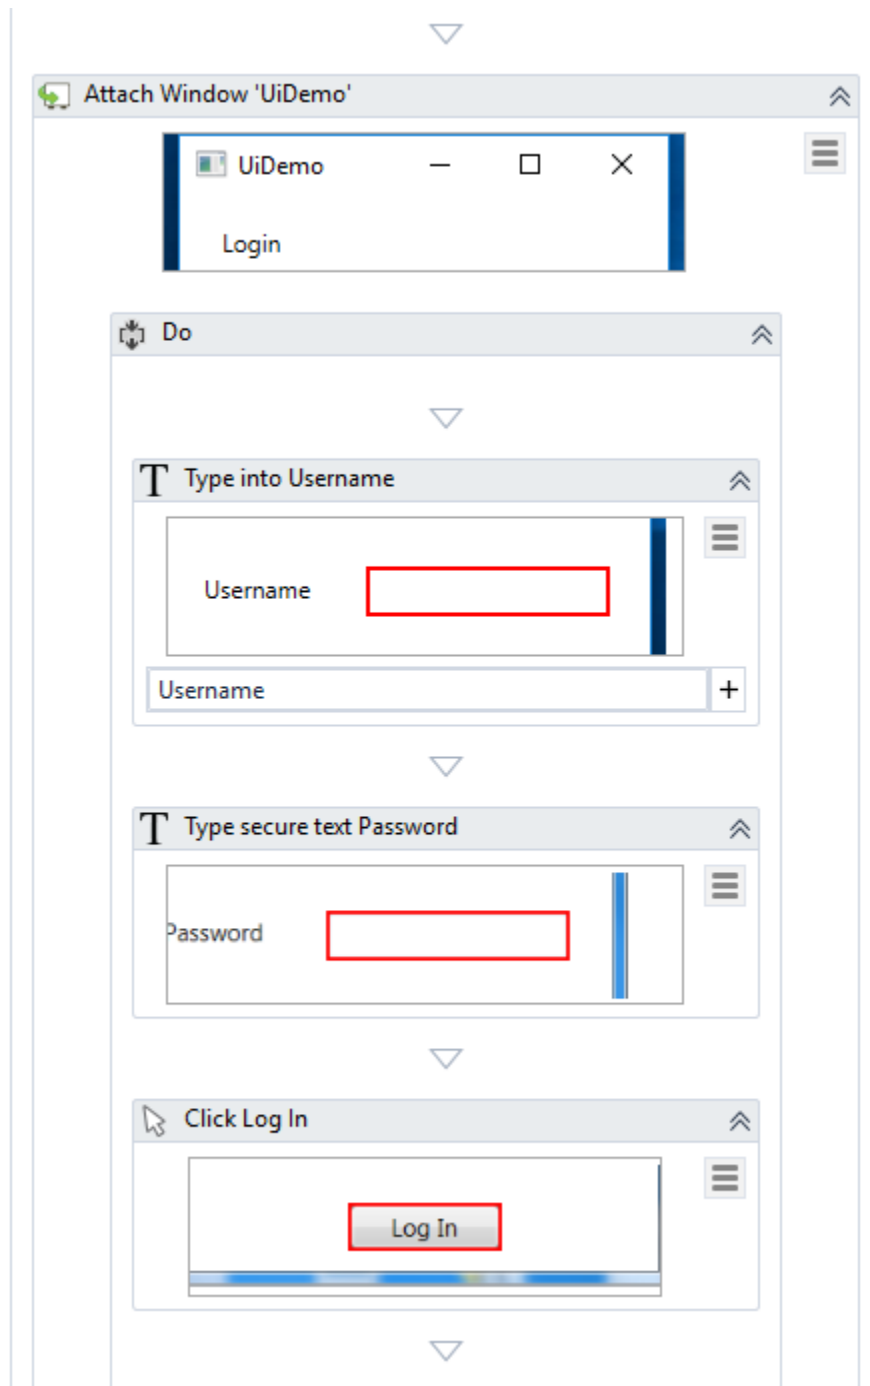 Attach Window 'UiDemo'
UiDemo
Login
Do
Type into Username
Username
Username
+
Type secure text Password
Password
Click Log In
Log In